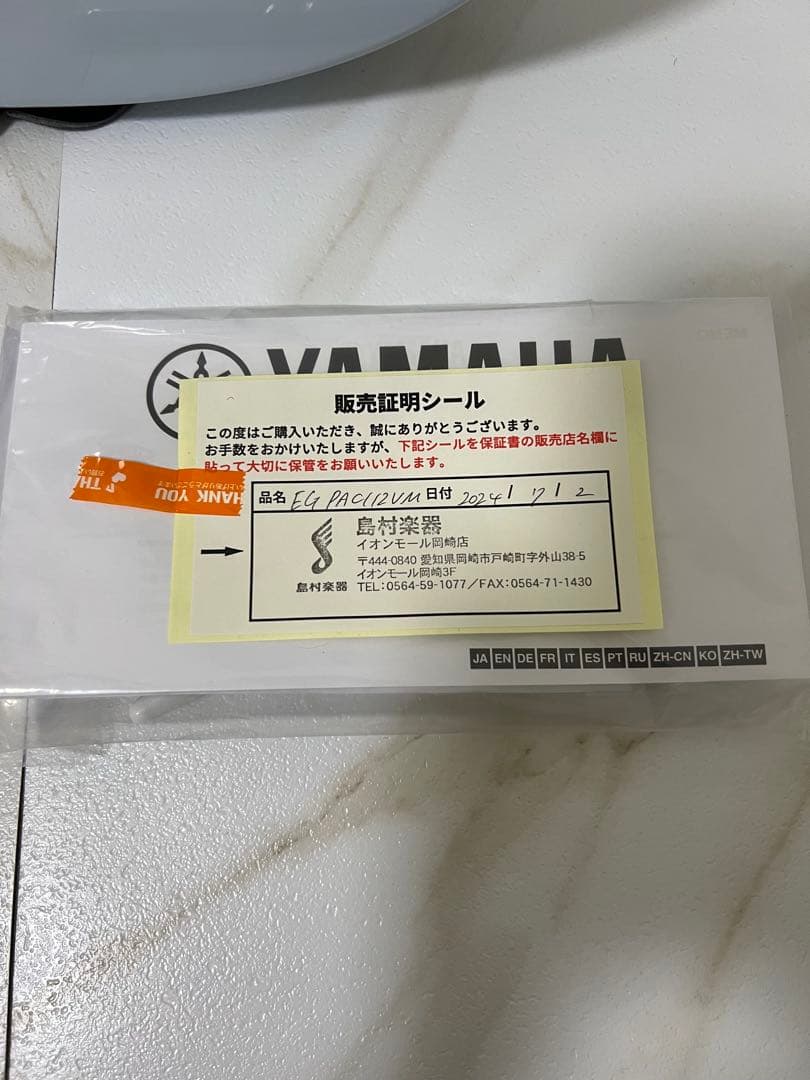 YAMAHA
販売証明シール
この度はご購入いただき、誠にありがとうございます。
お手数をおかけいたしますが、下記シールを保証書の販売店名欄に
貼って大切に保管をお願いいたします。
THANK YOU
品名 EG PAC112VM 日付 2024/7/2
島村楽器
イオンモール岡崎店
〒444-0840 愛知県岡崎市戸崎町字外山38-5
イオンモール岡崎3F
島村楽器 TEL:0564-59-1077/FAX:0564-71-1430
JA EN DE FR IT ES PT RU ZH-CN KO ZH-TW